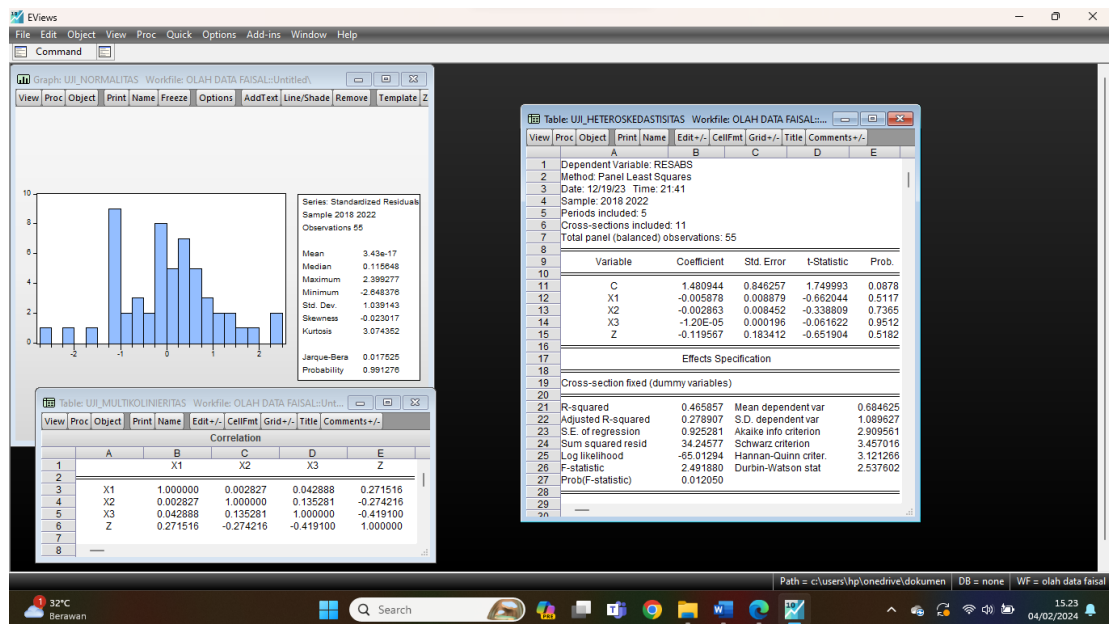 EViews
File Edit Object View Proc Quick Options Add-ins Window Help
Command
Graph: UJI_NORMALITAS Workfile: OLAH DATA FAISAL::Untitled\
View Proc Object Print Name Freeze Options AddText Line/Shade Remove Template Z
10
8
6
4
2
0
-2 -1 0 1 2
Series: Standardized Residuals
Sample 2018 2022
Observations 55
Mean 3.43e-17
Median 0.115648
Maximum 2.399277
Minimum -2.648376
Std. Dev. 1.039143
Skewness -0.023017
Kurtosis 3.074352
Jarque-Bera 0.017525
Probability 0.991276
Table: UJI_MULTIKOLINIERITAS Workfile: OLAH DATA FAISAL::Unt...
View Proc Object Print Name Edit+/- CellFmt Grid+/- Title Comments+/-
Correlation
A B C D E
1 X1 X2 X3 Z
2
3 X1 1.000000 0.002827 0.042888 0.271516
4 X2 0.002827 1.000000 0.135281 -0.274216
5 X3 0.042888 0.135281 1.000000 -0.419100
6 Z 0.271516 -0.274216 -0.419100 1.000000
7
8
Table: UJI_HETEROSKEDASTISITAS Workfile: OLAH DATA FAISAL::...
View Proc Object Print Name Edit+/- CellFmt Grid+/- Title Comments+/-
A B C D E
1 Dependent Variable: RESABS
2 Method: Panel Least Squares
3 Date: 12/19/23 Time: 21:41
4 Sample: 2018 2022
5 Periods included: 5
6 Cross-sections included: 11
7 Total panel (balanced) observations: 55
8
9 Variable Coefficient Std. Error t-Statistic Prob.
10
11 C 1.480944 0.846257 1.749993 0.0878
12 X1 -0.005878 0.008879 -0.662044 0.5117
13 X2 -0.002863 0.008452 -0.338809 0.7365
14 X3 -1.20E-05 0.000196 -0.061622 0.9512
15 Z -0.119567 0.183412 -0.651904 0.5182
16
17 Effects Specification
18
19 Cross-section fixed (dummy variables)
20
21 R-squared 0.465857 Mean dependent var 0.684625
22 Adjusted R-squared 0.278907 S.D. dependent var 1.089627
23 S.E. of regression 0.925281 Akaike info criterion 2.909561
24 Sum squared resid 34.24577 Schwarz criterion 3.457016
25 Log likelihood -65.01294 Hannan-Quinn criter. 3.121266
26 F-statistic 2.491880 Durbin-Watson stat 2.537602
27 Prob(F-statistic) 0.012050
28
29
30
Path = c:\users\hp\onedrive\dokumen DB = none WF = olah data faisal
1
32°C
Berawan
Search
10
15.23
04/02/2024